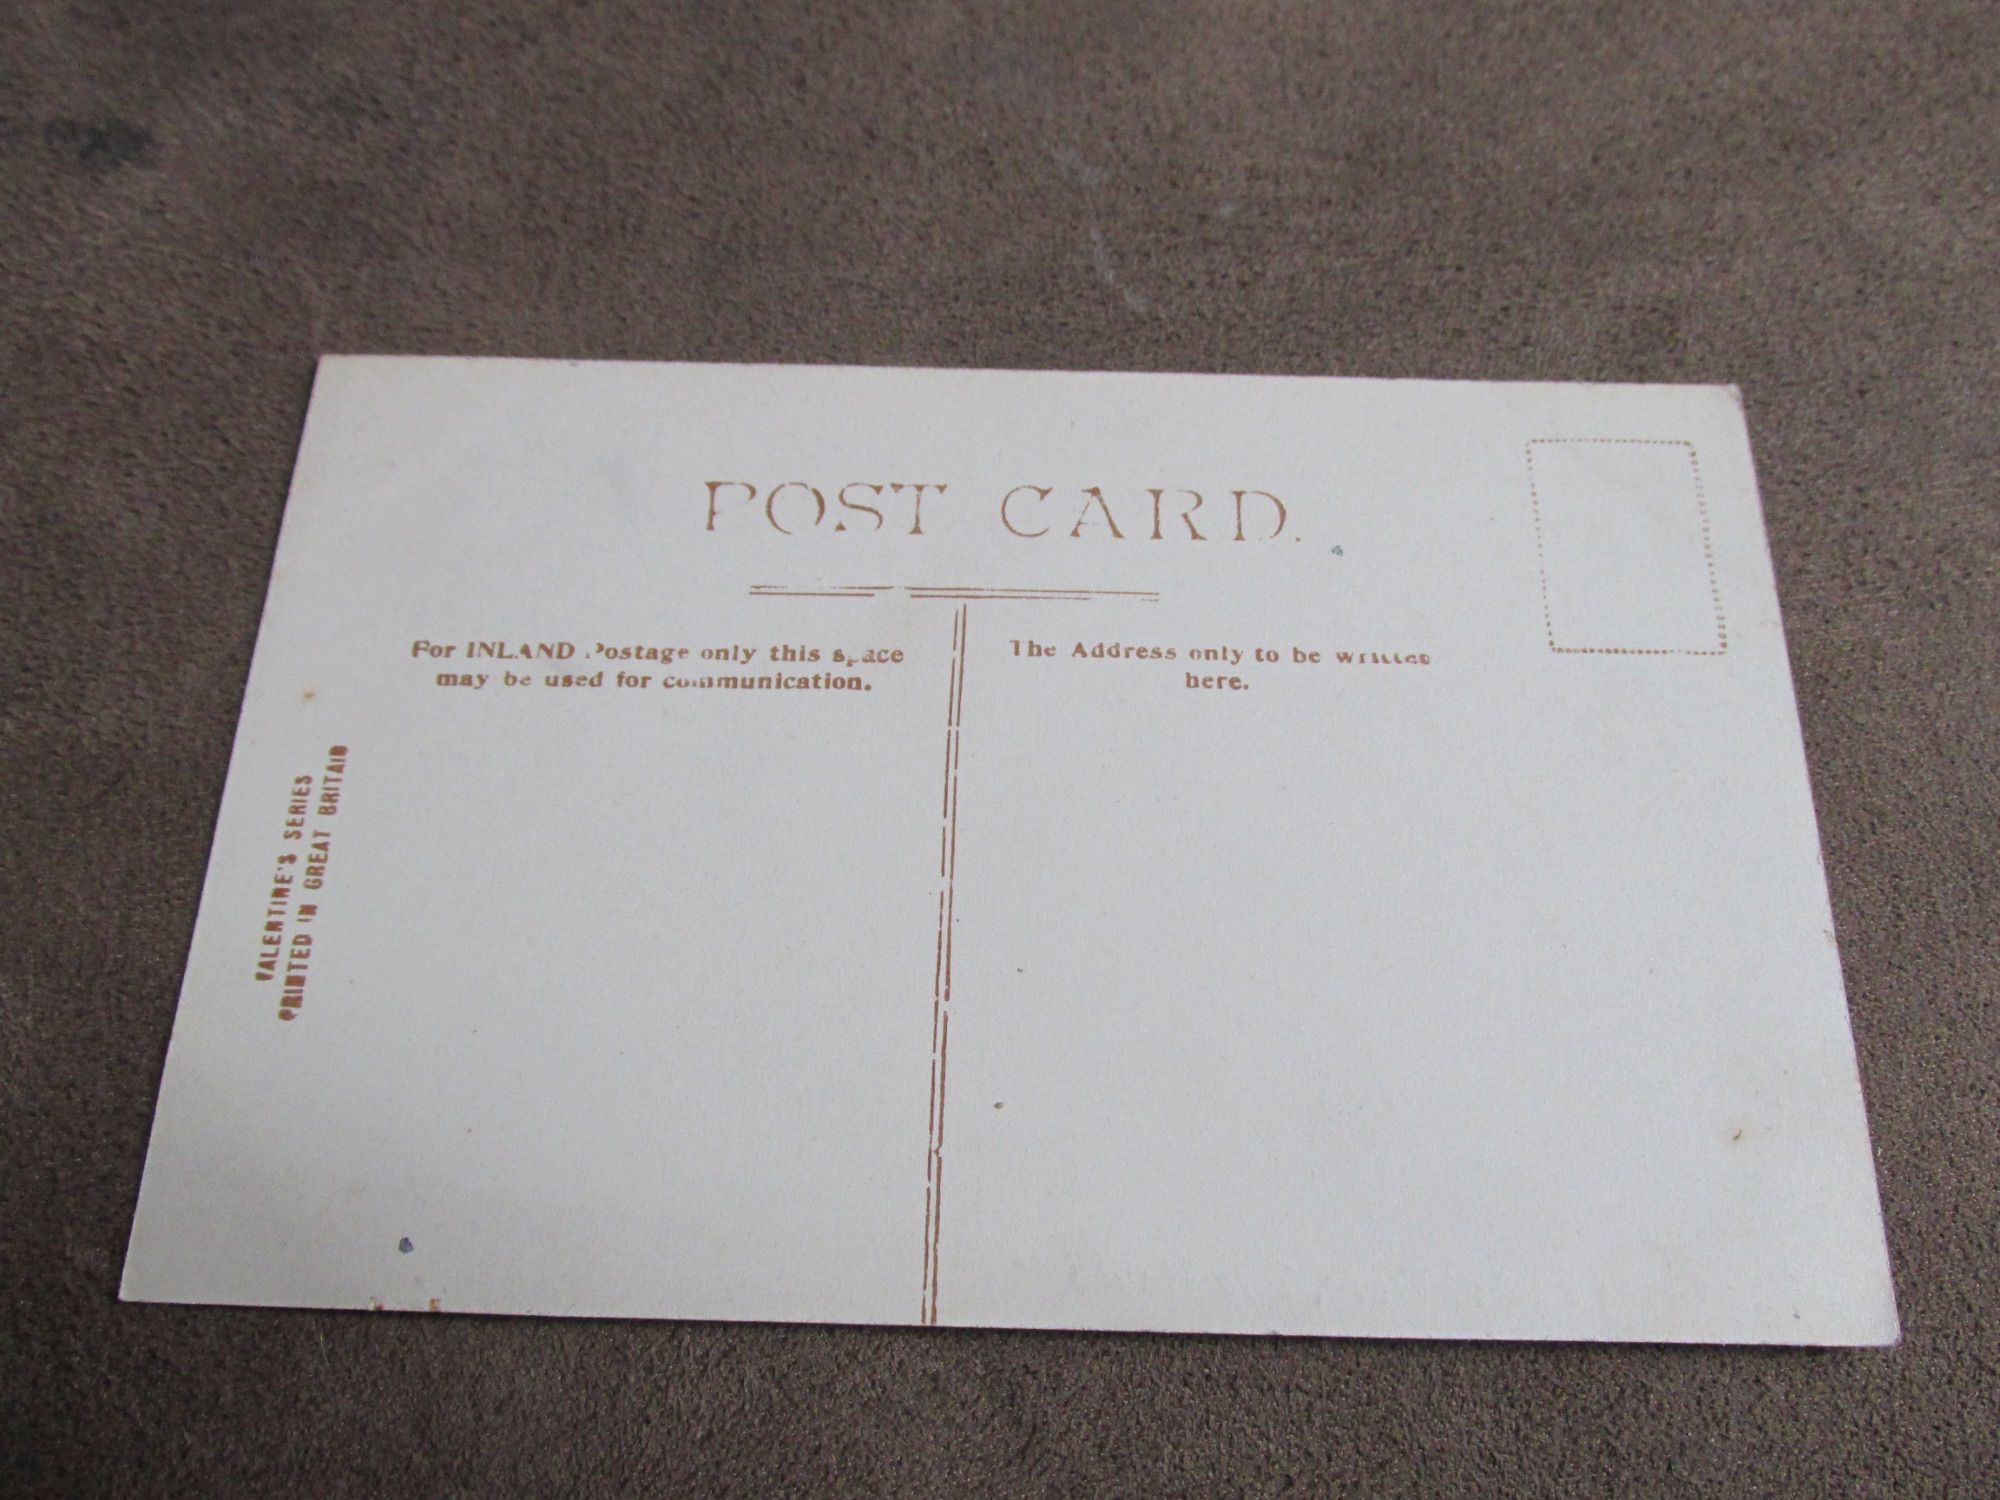 POST CARD.
For INLAND Postage only this space
may be used for communication.
The Address only to be written
here.
VALENTINE'S SERIES
PRINTED IN GREAT BRITAIN